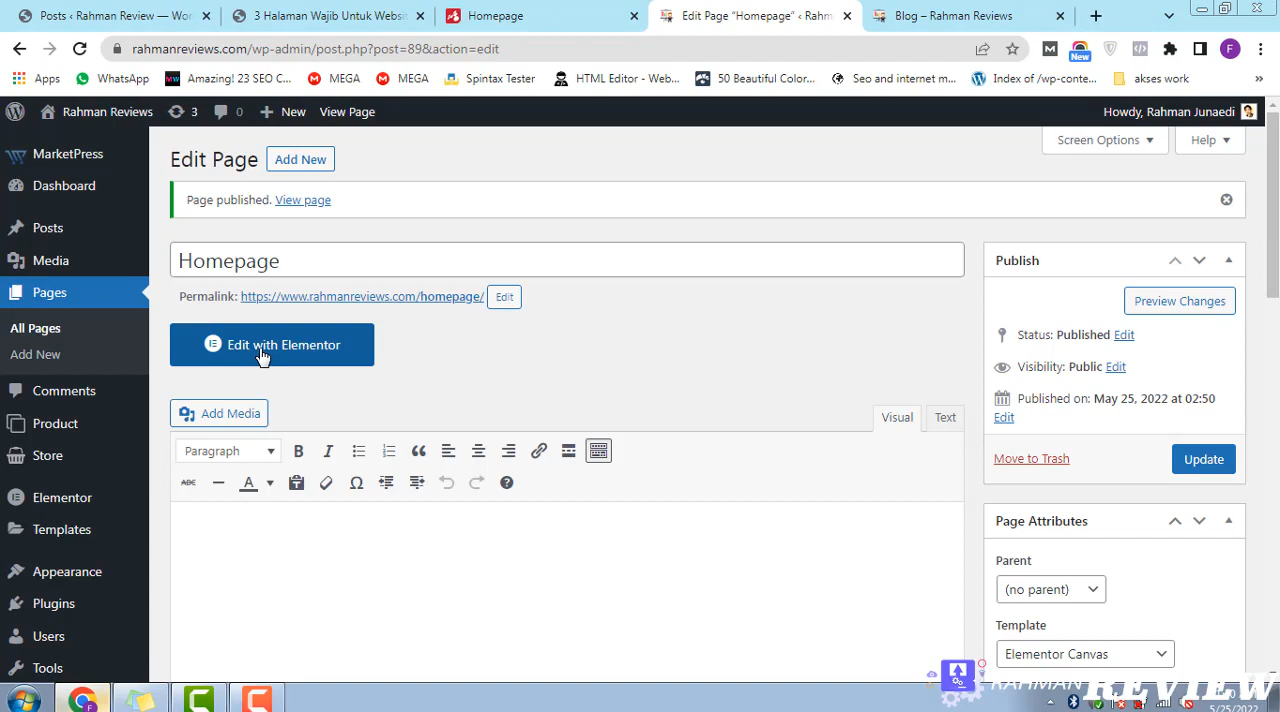 Posts ‹ Rahman Review — Wor
3 Halaman Wajib Untuk Websit
Homepage
Edit Page "Homepage" ‹ Rahm
Blog – Rahman Reviews
rahmanreviews.com/wp-admin/post.php?post=89&action=edit
New
F
Apps
WhatsApp
Amazing! 23 SEO C...
MEGA
MEGA
Spintax Tester
HTML Editor - Web...
50 Beautiful Color...
Seo and internet m...
Index of /wp-conte...
akses work
»
Rahman Reviews
3
0
New
View Page
Howdy, Rahman Junaedi
MarketPress
Dashboard
Posts
Media
Pages
All Pages
Add New
Comments
Product
Store
Elementor
Templates
Appearance
Plugins
Users
Tools
Screen Options
Help
Edit Page
Add New
Page published. View page
Homepage
Permalink: https://www.rahmanreviews.com/homepage/
Edit
Edit with Elementor
Add Media
Visual
Text
Paragraph
B
I
ABC
A
Publish
Preview Changes
Status: Published Edit
Visibility: Public Edit
Published on: May 25, 2022 at 02:50
Edit
Move to Trash
Update
Page Attributes
Parent
(no parent)
Template
Elementor Canvas
RAHMAN REVIEW
5/25/2022